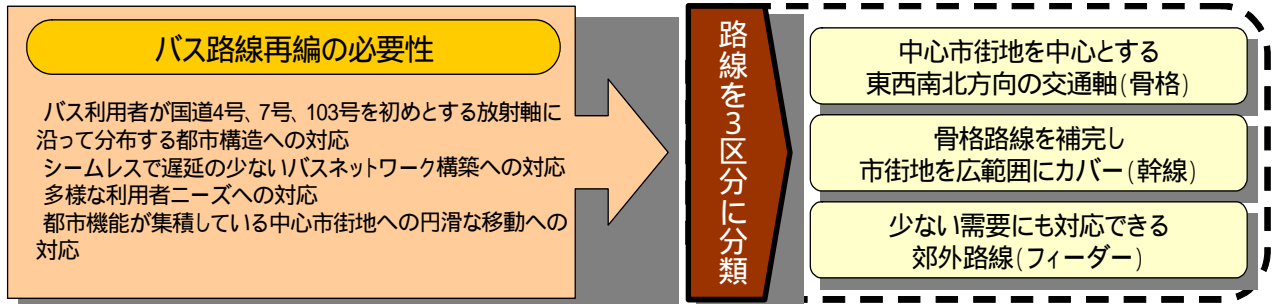 バス路線再編の必要性
バス利用者が国道4号、7号、103号を初めとする放射軸に
沿って分布する都市構造への対応
シームレスで遅延の少ないバスネットワーク構築への対応
多様な利用者ニーズへの対応
都市機能が集積している中心市街地への円滑な移動への
対応
路線を3区分に分類
中心市街地を中心とする
東西南北方向の交通軸(骨格)
骨格路線を補完し
市街地を広範囲にカバー(幹線)
少ない需要にも対応できる
郊外路線(フィーダー)